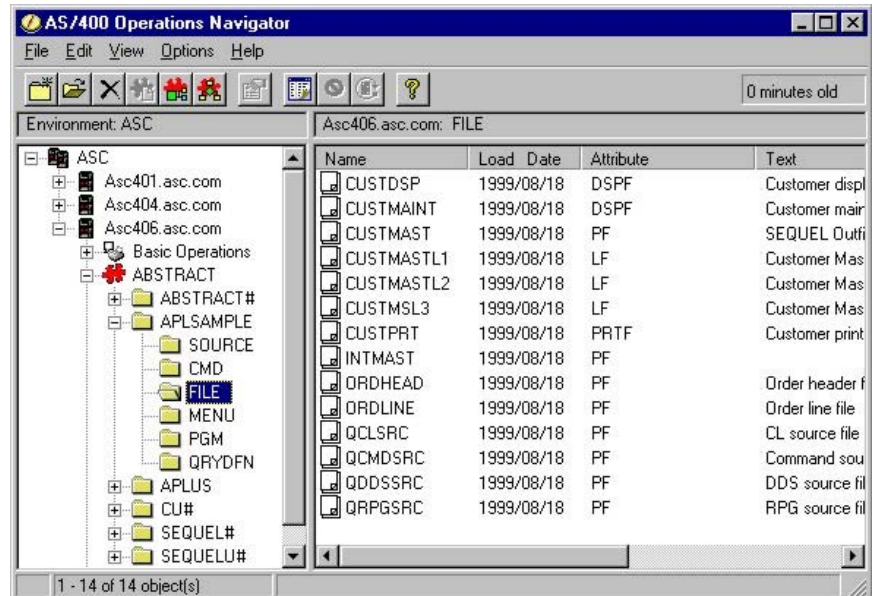 AS/400 Operations Navigator
File Edit View Options Help
0 minutes old
Environment: ASC
Asc406.asc.com: FILE
ASC
Asc401.asc.com
Asc404.asc.com
Asc406.asc.com
Basic Operations
ABSTRACT
ABSTRACT#
APLSAMPLE
SOURCE
CMD
FILE
MENU
PGM
QRYDFN
APLUS
CU#
SEQUEL#
SEQUELU#
Name Load Date Attribute Text
CUSTDSP 1999/08/18 DSPF Customer displ
CUSTMAINT 1999/08/18 DSPF Customer main
CUSTMAST 1999/08/18 PF SEQUEL Outfi
CUSTMASTL1 1999/08/18 LF Customer Mas
CUSTMASTL2 1999/08/18 LF Customer Mas
CUSTMSL3 1999/08/18 LF Customer Mas
CUSTPRT 1999/08/18 PRTF Customer print
INTMAST 1999/08/18 PF
ORDHEAD 1999/08/18 PF Order header f
ORDLINE 1999/08/18 PF Order line file
QCLSRC 1999/08/18 PF CL source file
QCMDSRC 1999/08/18 PF Command sou
QDDSSRC 1999/08/18 PF DDS source fil
QRPGSRC 1999/08/18 PF RPG source fil
1 - 14 of 14 object(s)